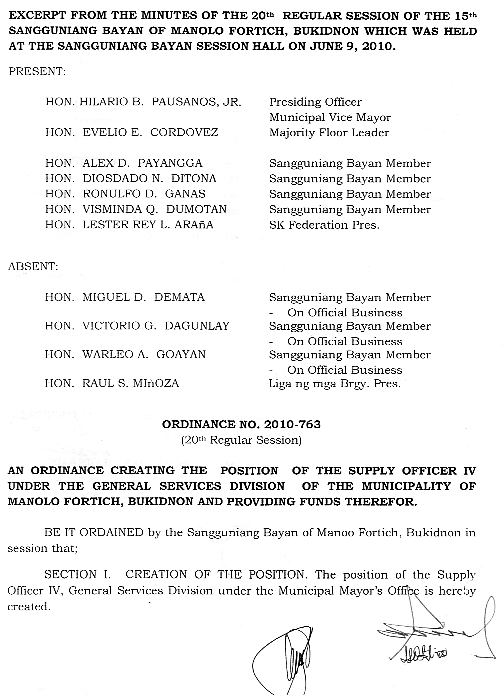 EXCERPT FROM THE MINUTES OF THE 20th REGULAR SESSION OF THE 15th
SANGGUNIANG BAYAN OF MANOLO FORTICH, BUKIDNON WHICH WAS HELD
AT THE SANGGUNIANG BAYAN SESSION HALL ON JUNE 9, 2010.
PRESENT:
HON. HILARIO B. PAUSANOS, JR. Presiding Officer
Municipal Vice Mayor
HON. EVELIO E. CORDOVEZ Majority Floor Leader
HON. ALEX D. PAYANGGA Sangguniang Bayan Member
HON. DIOSDADO N. DITONA Sangguniang Bayan Member
HON. RONULFO D. GANAS Sangguniang Bayan Member
HON. VISMINDA Q. DUMOTAN Sangguniang Bayan Member
HON. LESTER REY L. ARAñA SK Federation Pres.
ABSENT:
HON. MIGUEL D. DEMATA Sangguniang Bayan Member
- On Official Business
HON. VICTORIO G. DAGUNLAY Sangguniang Bayan Member
- On Official Business
HON. WARLEO A. GOAYAN Sangguniang Bayan Member
- On Official Business
HON. RAUL S. MIñOZA Liga ng mga Brgy. Pres.
ORDINANCE NO. 2010-763
(20th Regular Session)
AN ORDINANCE CREATING THE POSITION OF THE SUPPLY OFFICER IV
UNDER THE GENERAL SERVICES DIVISION OF THE MUNICIPALITY OF
MANOLO FORTICH, BUKIDNON AND PROVIDING FUNDS THEREFOR.
BE IT ORDAINED by the Sangguniang Bayan of Manoo Fortich, Bukidnon in
session that;
SECTION I. CREATION OF THE POSITION. The position of the Supply
Officer IV, General Services Division under the Municipal Mayor's Office is hereby
created.